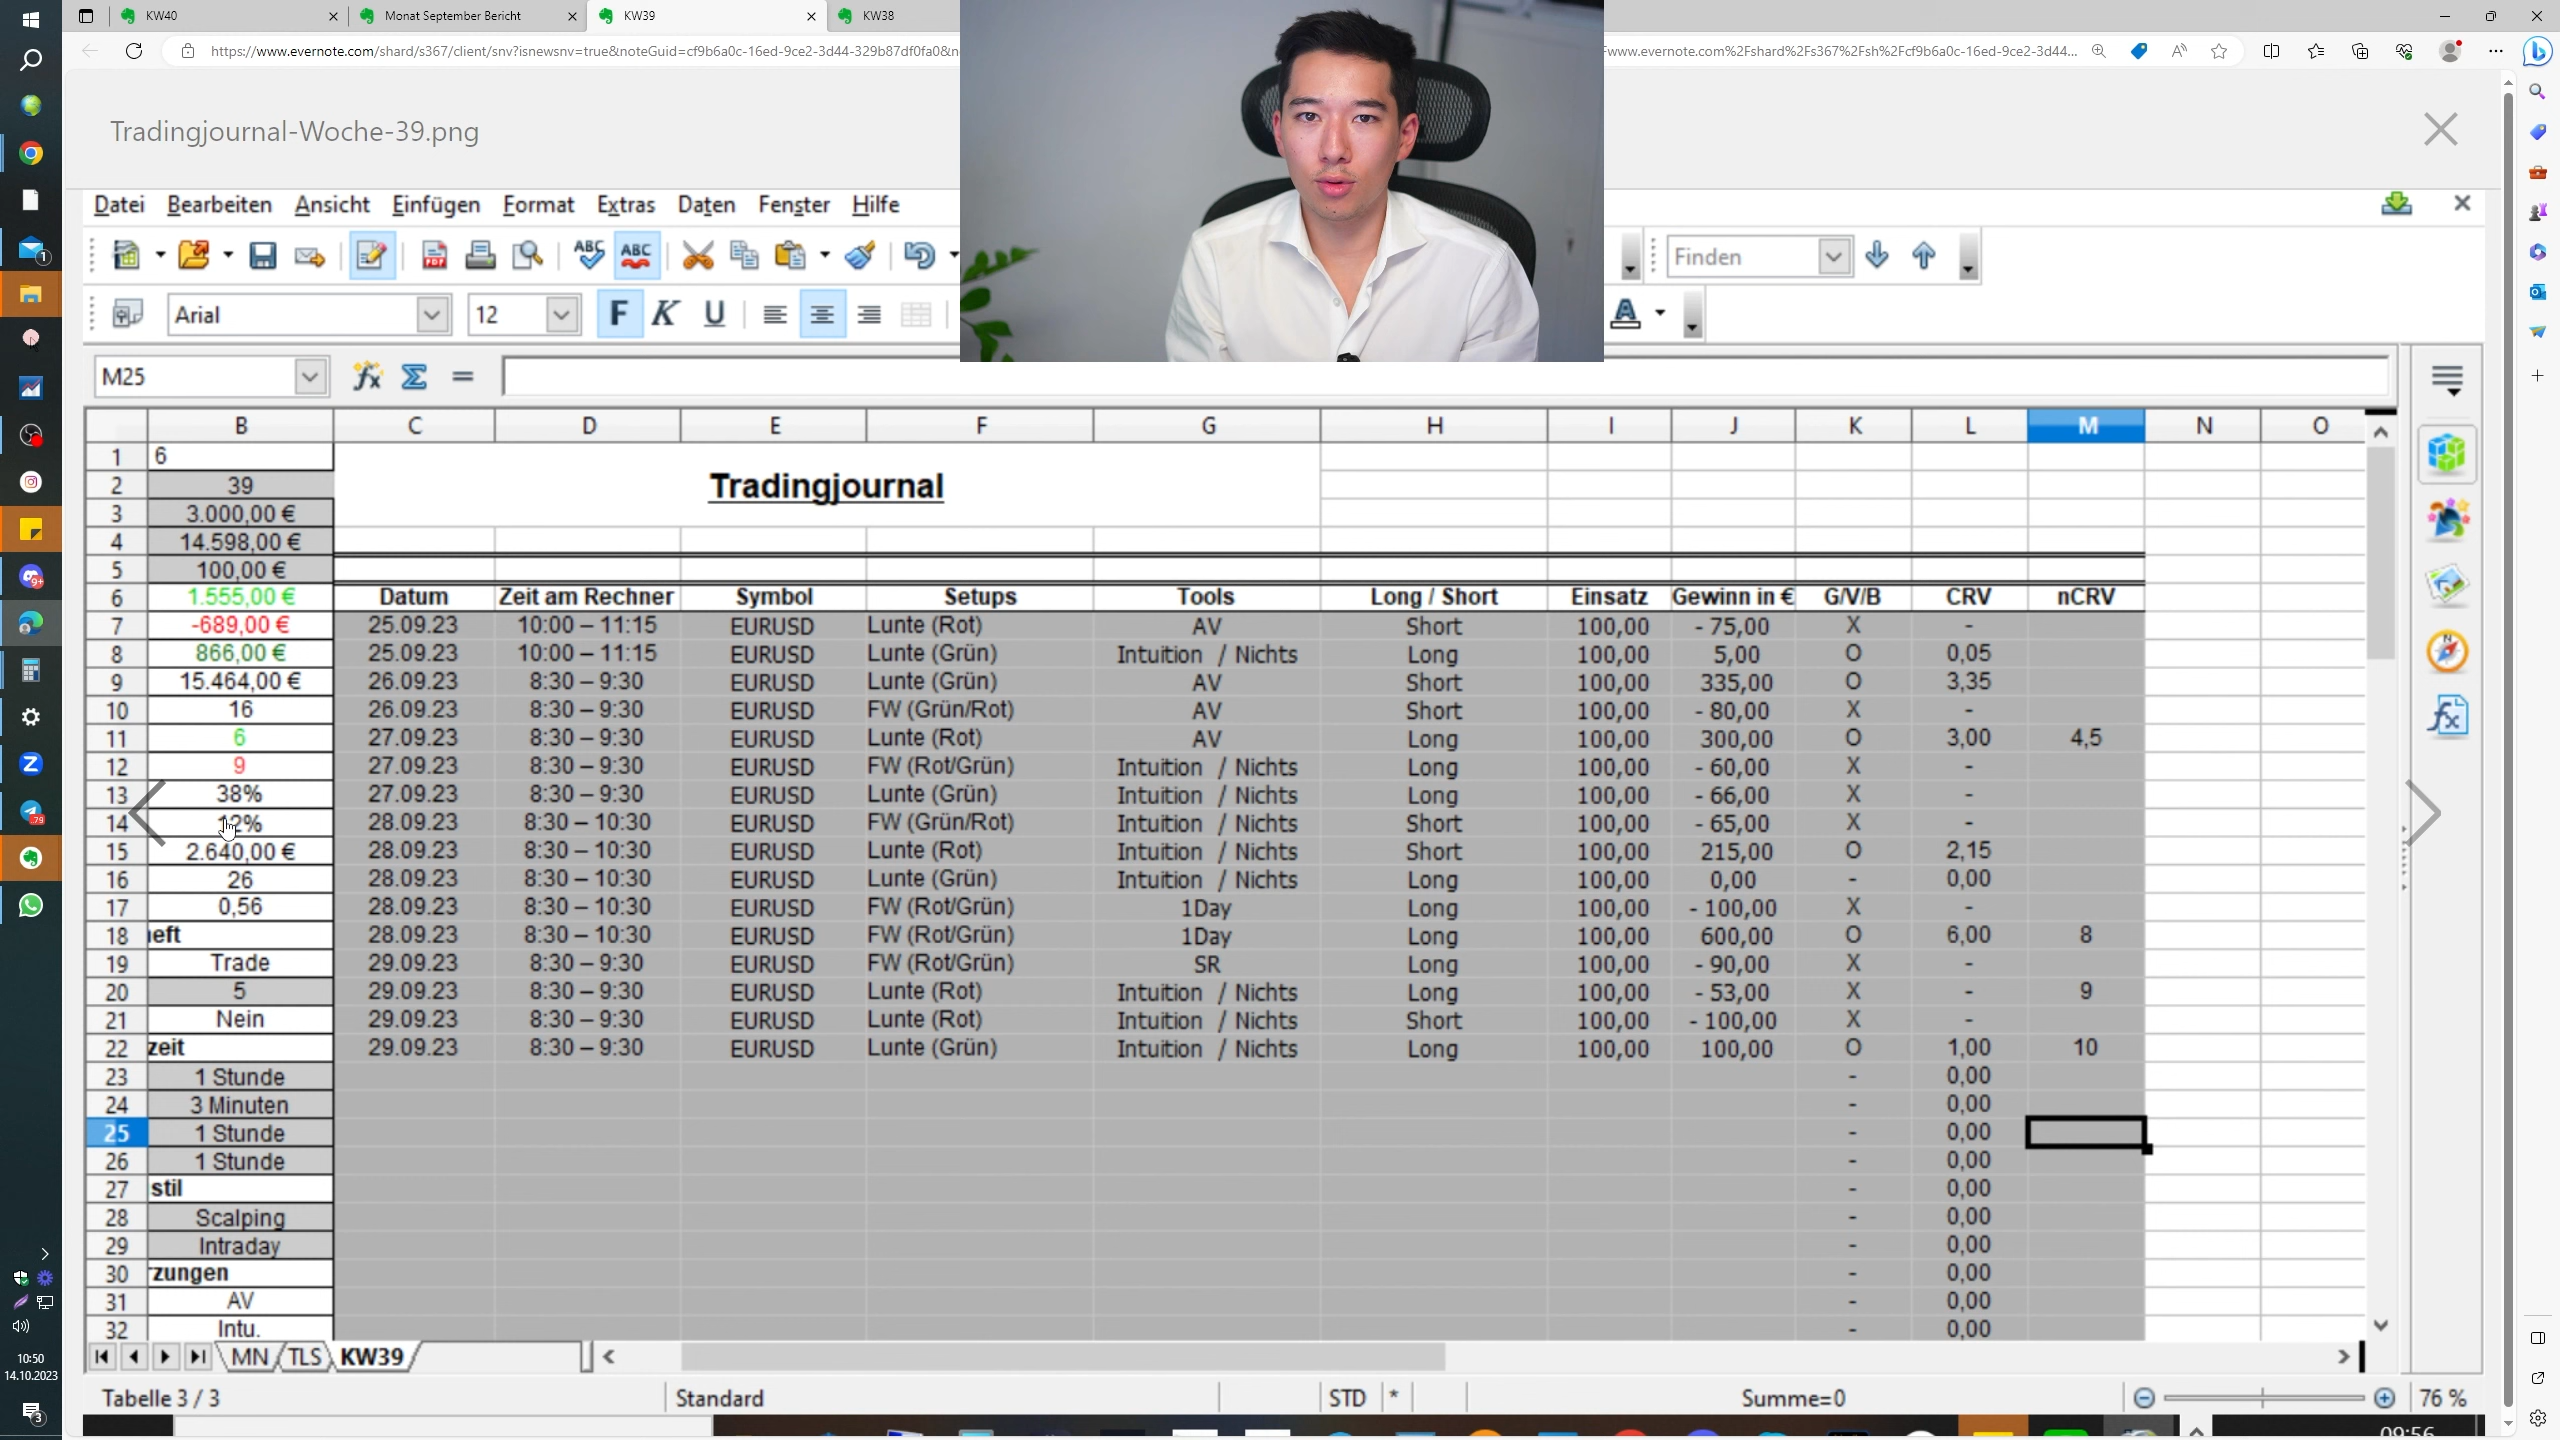 KW40
Monat September Bericht
KW39
KW38
https://www.evernote.com/shard/s367/client/snv?isnewsnv=true&noteGuid=cf9b6a0c-16ed-9ce2-3d44-329b87df0fa08&n
www.evernote.com%2Fshard%2Fs367%2Fsh%2Fcf9b6a0c-16ed-9ce2-3d44...
Tradingjournal-Woche-39.png
Datei Bearbeiten Ansicht Einfügen Format Extras Daten Fenster Hilfe
Finden
Arial 12 F K U
M25
B C D E F G H I J K L M N O
1 6
Tradingjournal
2 39
3 3.000,00 €
4 14.598,00 €
5 100,00 €
6 1.555,00 € Datum Zeit am Rechner Symbol Setups Tools Long / Short Einsatz Gewinn in € G/V/B CRV nCRV
7 -689,00 € 25.09.23 10:00 – 11:15 EURUSD Lunte (Rot) AV Short 100,00 - 75,00 X -
8 866,00 € 25.09.23 10:00 – 11:15 EURUSD Lunte (Grün) Intuition / Nichts Long 100,00 5,00 O 0,05
9 15.464,00 € 26.09.23 8:30 – 9:30 EURUSD Lunte (Grün) AV Short 100,00 335,00 O 3,35
10 16 26.09.23 8:30 – 9:30 EURUSD FW (Grün/Rot) AV Short 100,00 - 80,00 X -
11 6 27.09.23 8:30 – 9:30 EURUSD Lunte (Rot) AV Long 100,00 300,00 O 3,00 4,5
12 9 27.09.23 8:30 – 9:30 EURUSD FW (Rot/Grün) Intuition / Nichts Long 100,00 - 60,00 X -
13 38% 27.09.23 8:30 – 9:30 EURUSD Lunte (Grün) Intuition / Nichts Long 100,00 - 66,00 X -
14 12% 28.09.23 8:30 – 10:30 EURUSD FW (Grün/Rot) Intuition / Nichts Short 100,00 - 65,00 X -
15 2.640,00 € 28.09.23 8:30 – 10:30 EURUSD Lunte (Rot) Intuition / Nichts Short 100,00 215,00 O 2,15
16 26 28.09.23 8:30 – 10:30 EURUSD Lunte (Grün) Intuition / Nichts Long 100,00 0,00 - 0,00
17 0,56 28.09.23 8:30 – 10:30 EURUSD FW (Rot/Grün) 1Day Long 100,00 - 100,00 X -
18 eft 28.09.23 8:30 – 10:30 EURUSD FW (Rot/Grün) 1Day Long 100,00 600,00 O 6,00 8
19 Trade 29.09.23 8:30 – 9:30 EURUSD FW (Rot/Grün) SR Long 100,00 - 90,00 X -
20 5 29.09.23 8:30 – 9:30 EURUSD Lunte (Rot) Intuition / Nichts Long 100,00 - 53,00 X - 9
21 Nein 29.09.23 8:30 – 9:30 EURUSD Lunte (Rot) Intuition / Nichts Short 100,00 - 100,00 X -
22 zeit 29.09.23 8:30 – 9:30 EURUSD Lunte (Grün) Intuition / Nichts Long 100,00 100,00 O 1,00 10
23 1 Stunde - 0,00
24 3 Minuten - 0,00
25 1 Stunde - 0,00
26 1 Stunde - 0,00
27 stil - 0,00
28 Scalping - 0,00
29 Intraday - 0,00
30 rzungen - 0,00
31 AV - 0,00
32 Intu. - 0,00
MN TLS KW39
Tabelle 3 / 3 Standard STD * Summe=0 76 %
10:50
14.10.2023
3